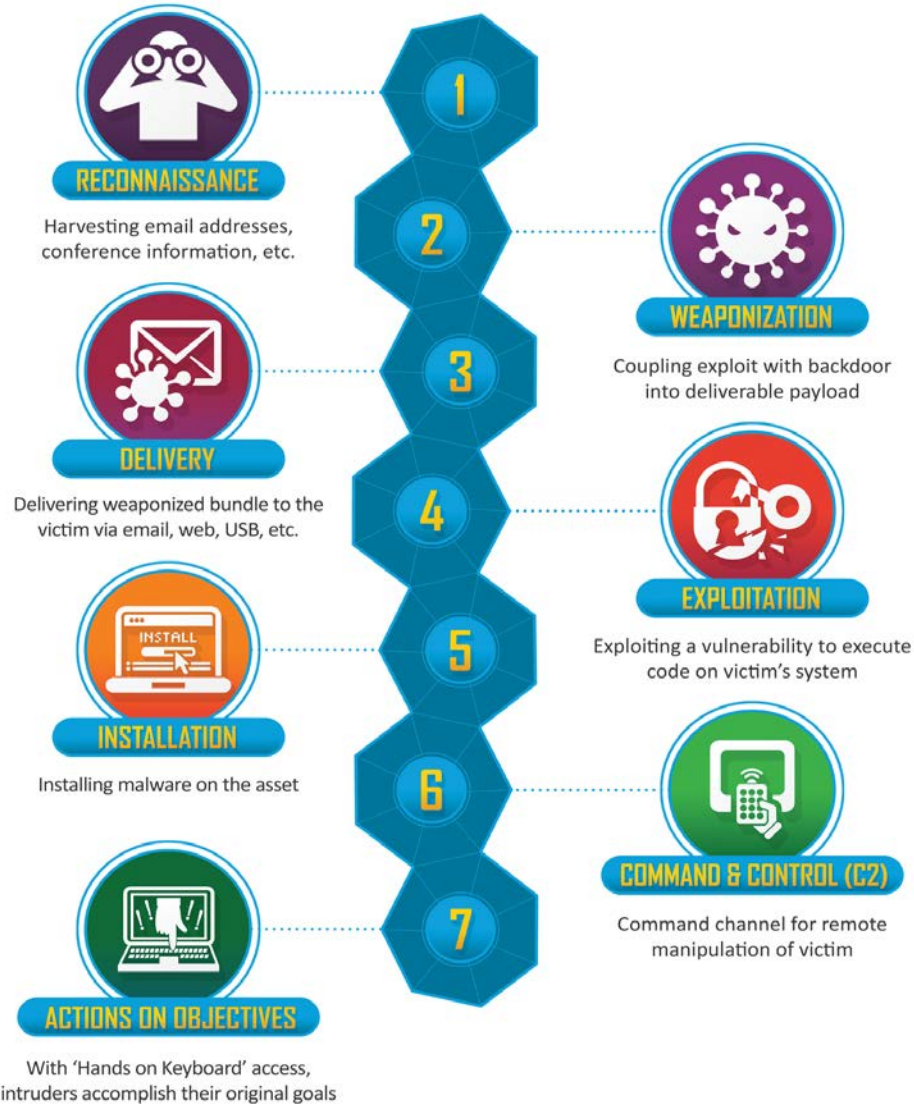 1
RECONNAISSANCE
Harvesting email addresses,
conference information, etc.
2
WEAPONIZATION
Coupling exploit with backdoor
into deliverable payload
3
DELIVERY
Delivering weaponized bundle to the
victim via email, web, USB, etc.
4
EXPLOITATION
Exploiting a vulnerability to execute
code on victim’s system
5
INSTALL
INSTALLATION
Installing malware on the asset
6
COMMAND & CONTROL (C2)
Command channel for remote
manipulation of victim
7
ACTIONS ON OBJECTIVES
With ‘Hands on Keyboard’ access,
intruders accomplish their original goals